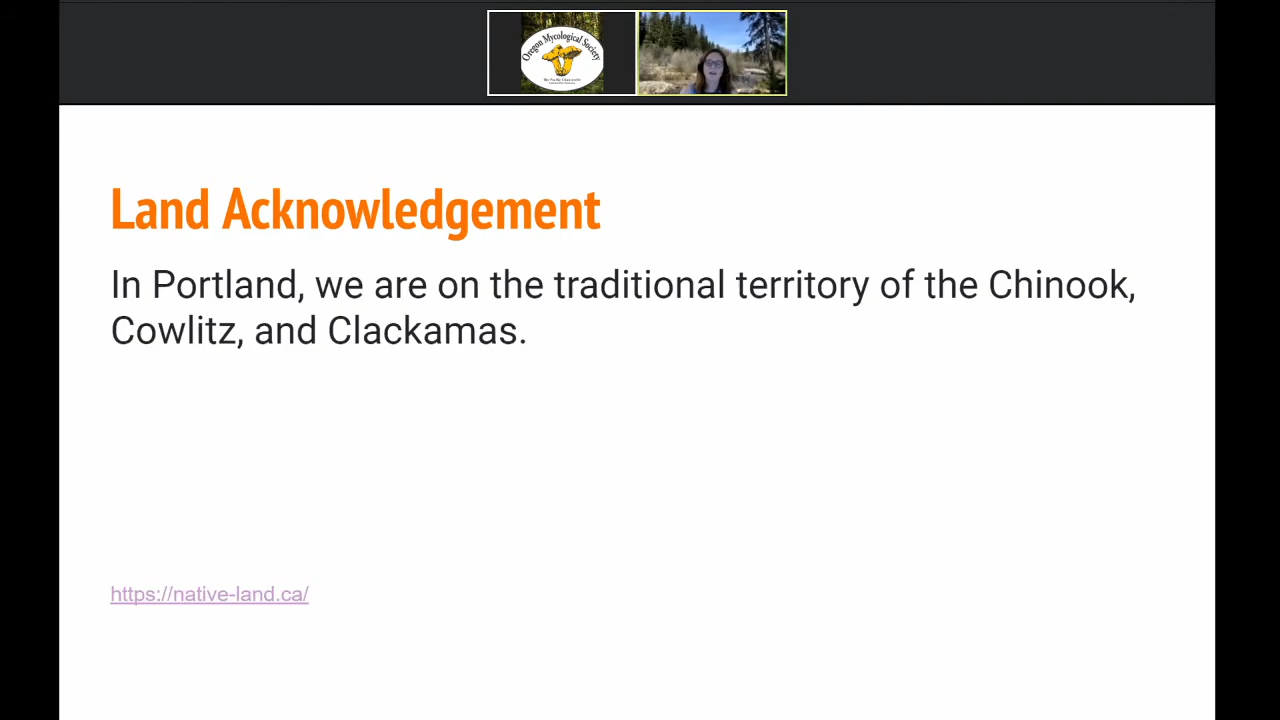 Oregon Mycological Society
Land Acknowledgement
In Portland, we are on the traditional territory of the Chinook,
Cowlitz, and Clackamas.
https://native-land.ca/